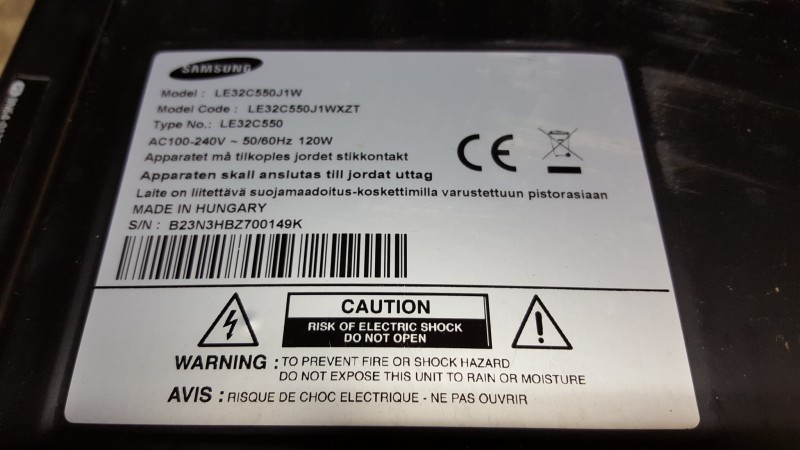 SAMSUNG
Model : LE32C550J1W
Model Code : LE32C550J1WXZT
Type No.: LE32C550
AC100-240V ~ 50/60Hz 120W
Apparatet må tilkoples jordet stikkontakt
Apparaten skall anslutas till jordat uttag
Laite on liitettävä suojamaadoitus-koskettimilla varustettuun pistorasiaan
MADE IN HUNGARY
S/N : B23N3HBZ700149K
CE
CAUTION
RISK OF ELECTRIC SHOCK
DO NOT OPEN
WARNING : TO PREVENT FIRE OR SHOCK HAZARD
DO NOT EXPOSE THIS UNIT TO RAIN OR MOISTURE
AVIS : RISQUE DE CHOC ELECTRIQUE - NE PAS OUVRIR